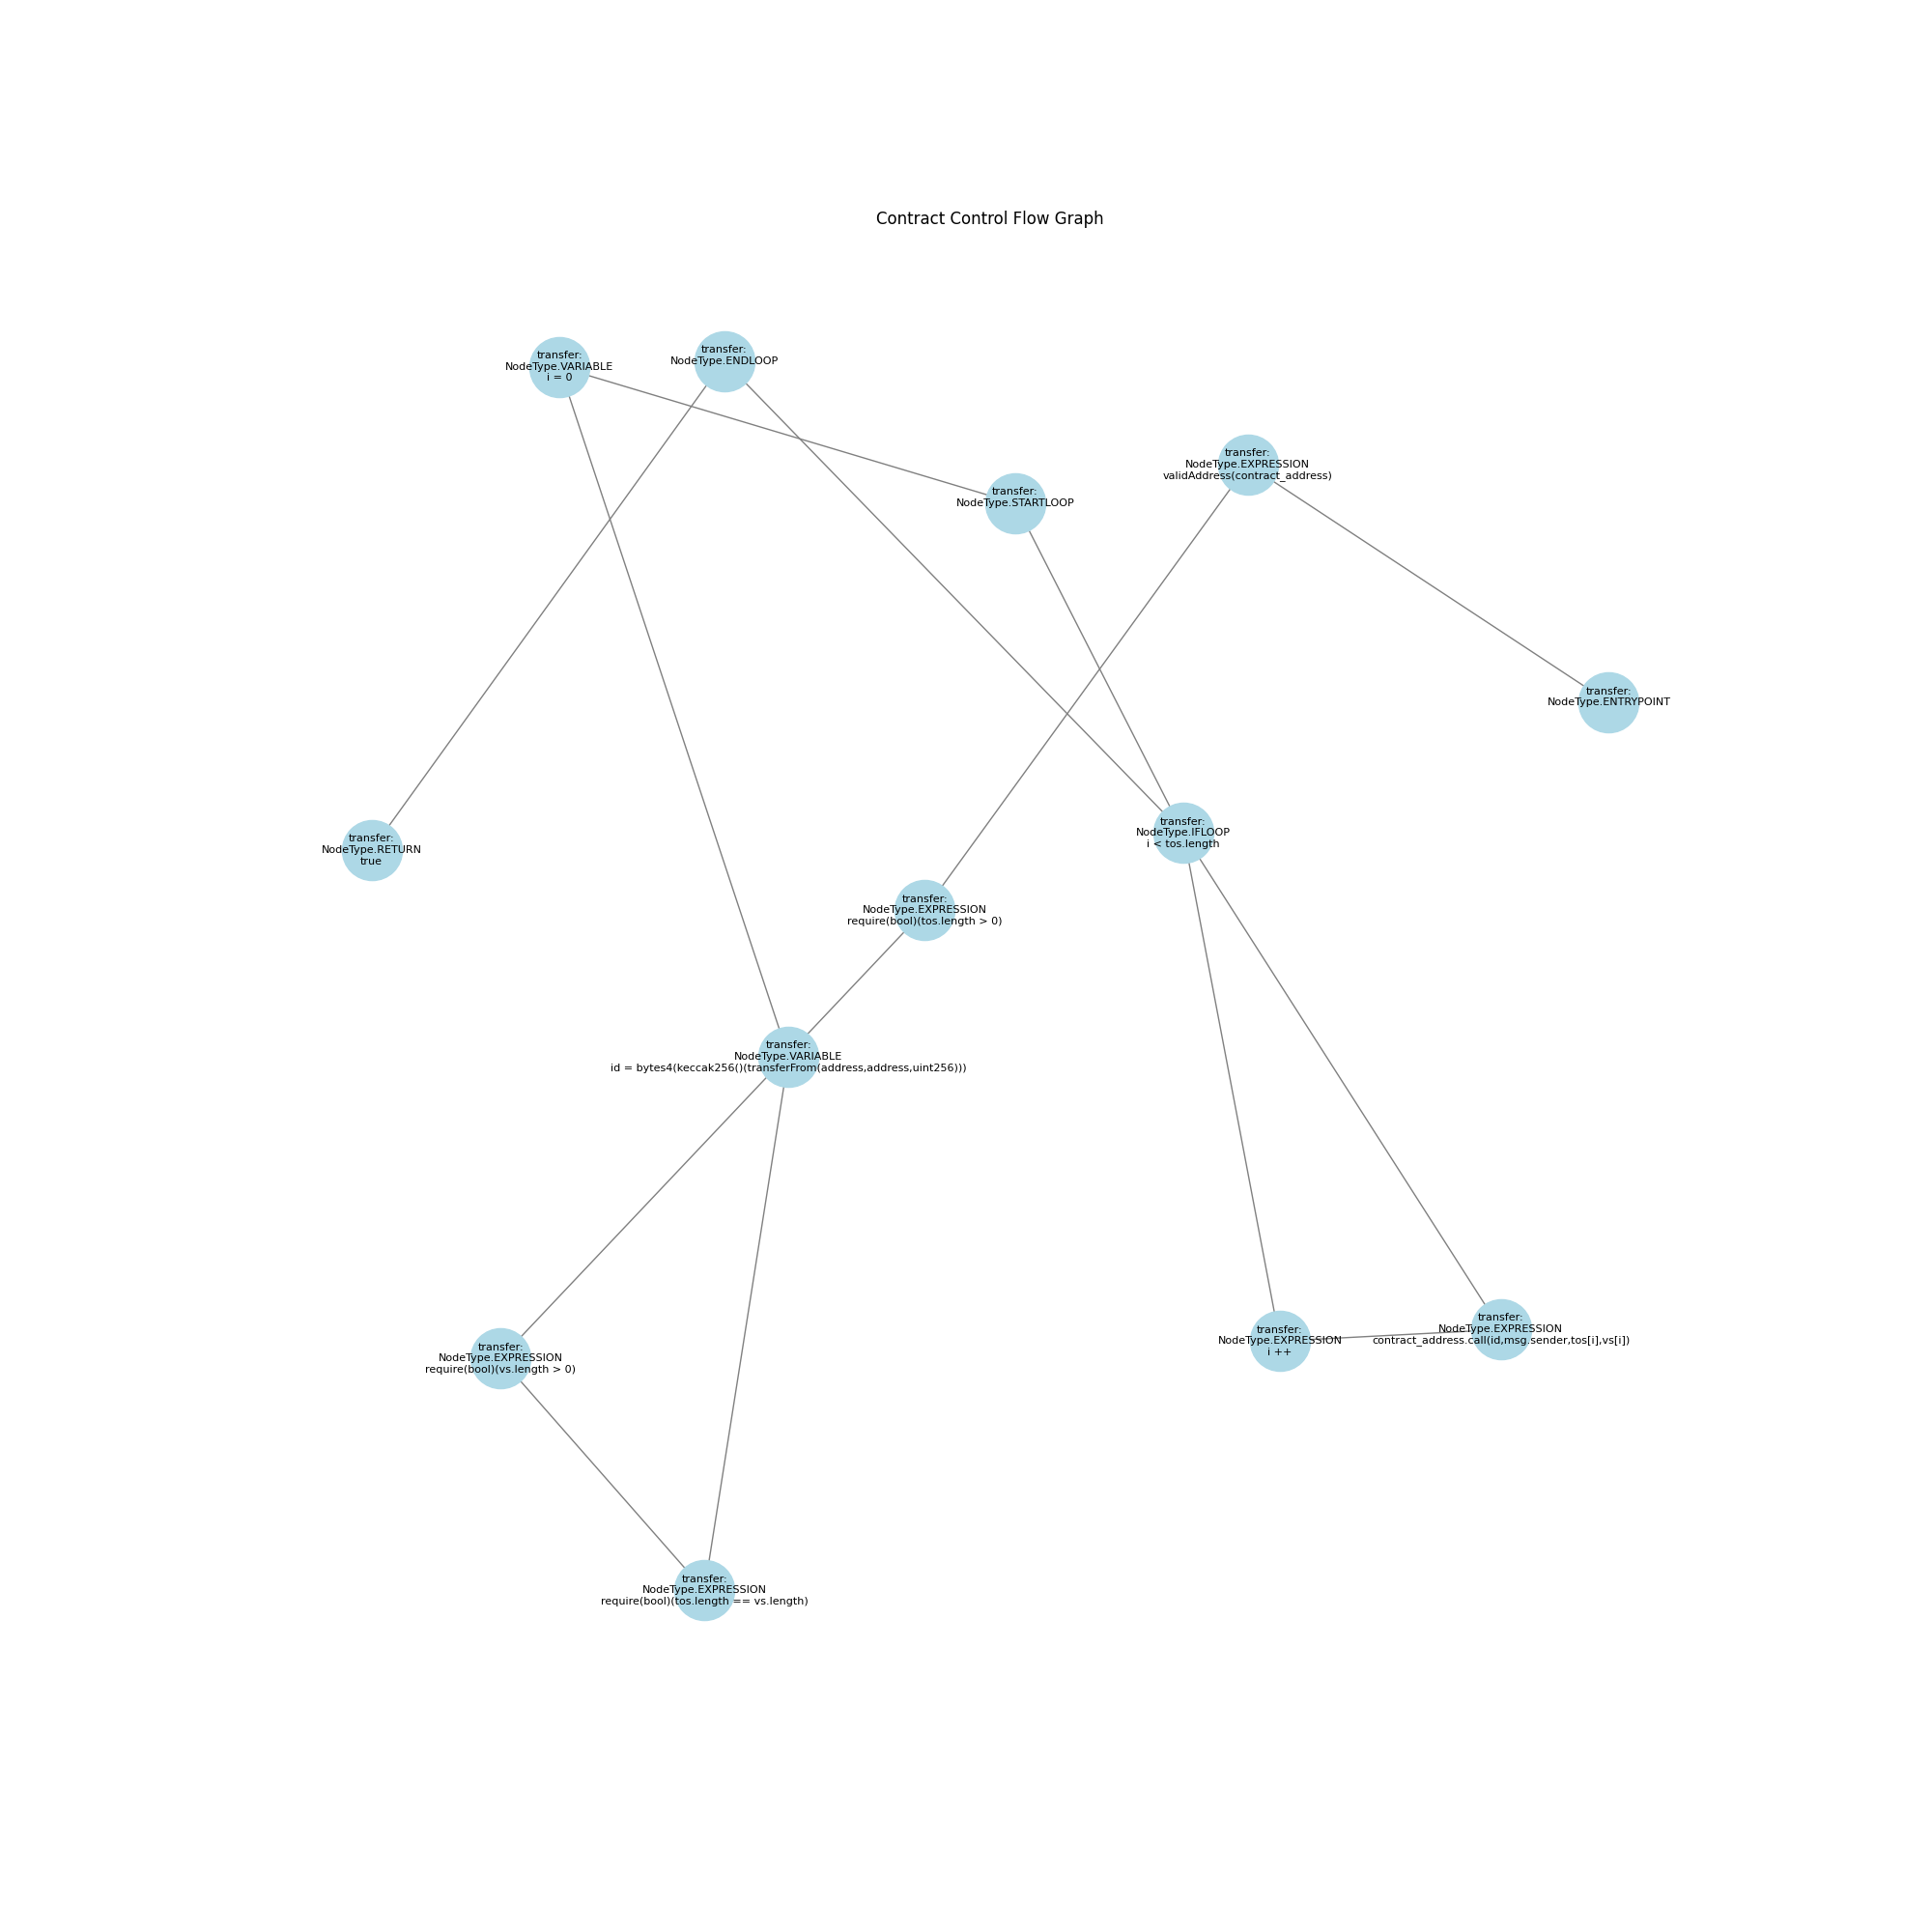 Contract Control Flow Graph
transfer:
NodeType.VARIABLE
i = 0
transfer:
NodeType.ENDLOOP
transfer:
NodeType.EXPRESSION
validAddress(contract_address)
transfer:
NodeType.STARTLOOP
transfer:
NodeType.ENTRYPOINT
transfer:
NodeType.RETURN
true
transfer:
NodeType.IFLOOP
i < tos.length
transfer:
NodeType.EXPRESSION
require(bool)(tos.length > 0)
transfer:
NodeType.VARIABLE
id = bytes4(keccak256()(transferFrom(address,address,uint256)))
transfer:
NodeType.EXPRESSION
require(bool)(vs.length > 0)
transfer:
NodeType.EXPRESSION
i ++
transfer:
NodeType.EXPRESSION
contract_address.call(id,msg.sender,tos[i],vs[i])
transfer:
NodeType.EXPRESSION
require(bool)(tos.length == vs.length)